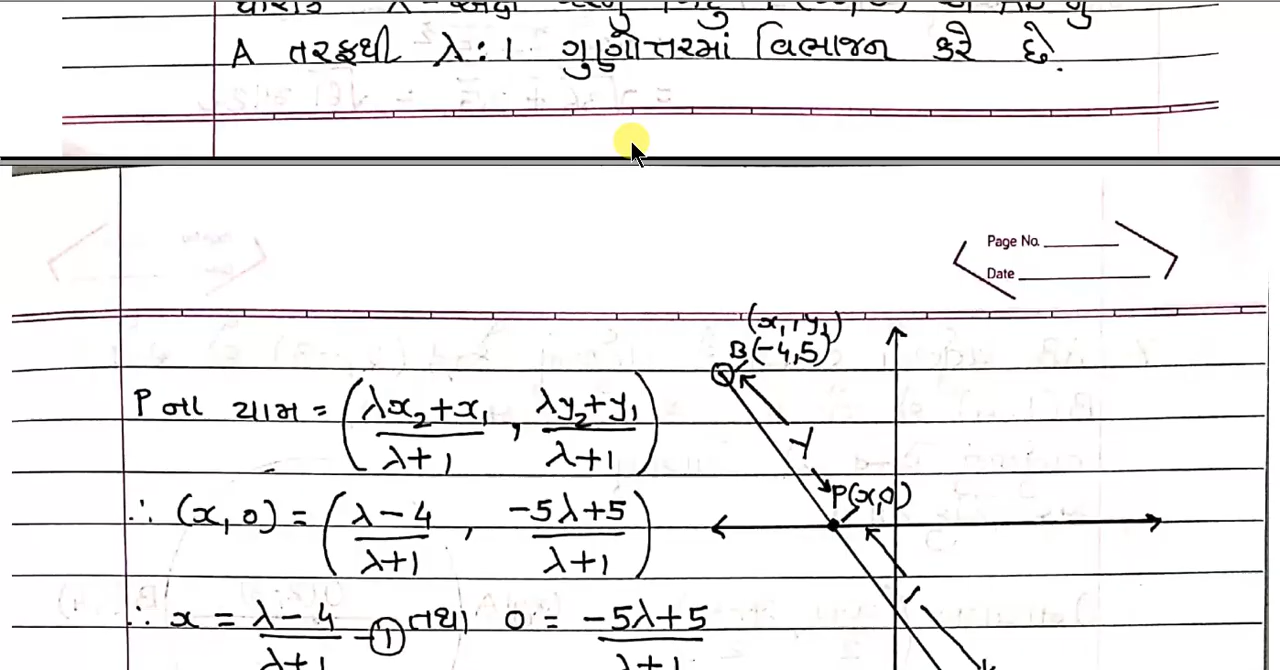 A તરફથી λ:1 ગુણોત્તરમાં વિભાજન કરે છે.
Page No.
Date
(x₁, y₁)
B(-4,5)
P ના યામ = (λx₂+x₁/λ+1 , λy₂+y₁/λ+1)
P(x,0)
∴ (x, 0) = (λ-4/λ+1 , -5λ+5/λ+1)
∴ x = λ-4/λ+1 -① તથા 0 = -5λ+5/λ+1